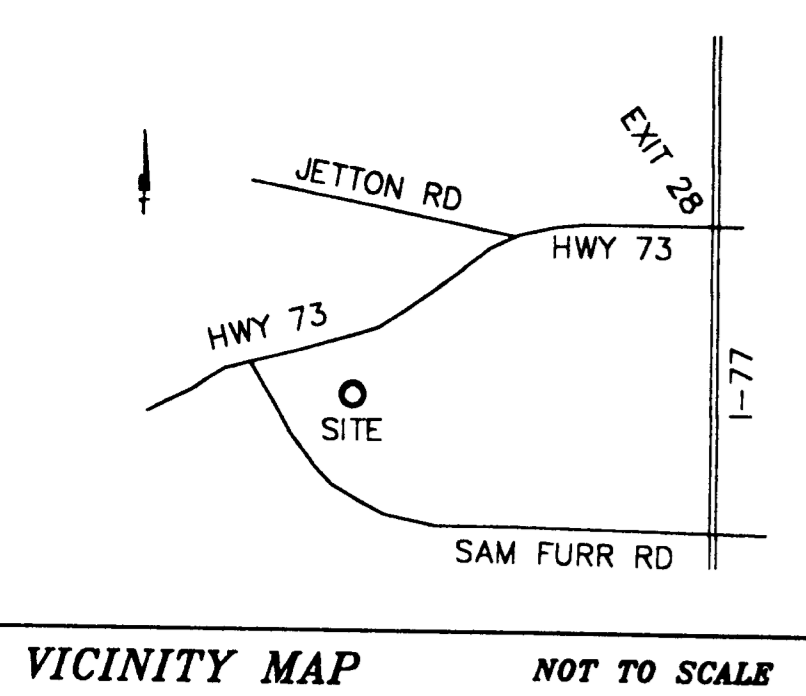 EXIT 28
JETTON RD
HWY 73
HWY 73
I-77
SITE
SAM FURR RD
VICINITY MAP
NOT TO SCALE